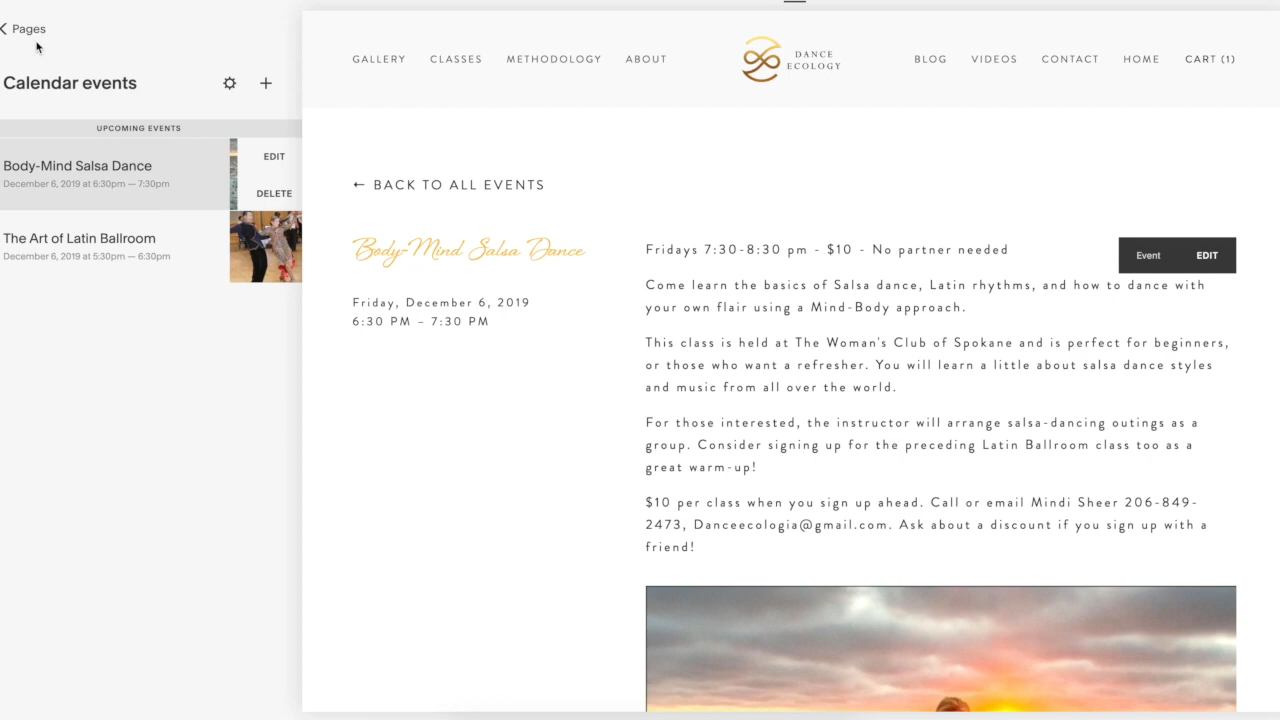 Pages
Calendar events
UPCOMING EVENTS
Body-Mind Salsa Dance
December 6, 2019 at 6:30pm — 7:30pm
EDIT
DELETE
The Art of Latin Ballroom
December 6, 2019 at 5:30pm — 6:30pm
GALLERY CLASSES METHODOLOGY ABOUT
DANCE
ECOLOGY
BLOG VIDEOS CONTACT HOME CART (1)
← BACK TO ALL EVENTS
Body-Mind Salsa Dance
Friday, December 6, 2019
6:30 PM – 7:30 PM
Event EDIT
Fridays 7:30-8:30 pm - $10 - No partner needed
Come learn the basics of Salsa dance, Latin rhythms, and how to dance with
your own flair using a Mind-Body approach.
This class is held at The Woman's Club of Spokane and is perfect for beginners,
or those who want a refresher. You will learn a little about salsa dance styles
and music from all over the world.
For those interested, the instructor will arrange salsa-dancing outings as a
group. Consider signing up for the preceding Latin Ballroom class too as a
great warm-up!
$10 per class when you sign up ahead. Call or email Mindi Sheer 206-849-
2473, Danceecologia@gmail.com. Ask about a discount if you sign up with a
friend!